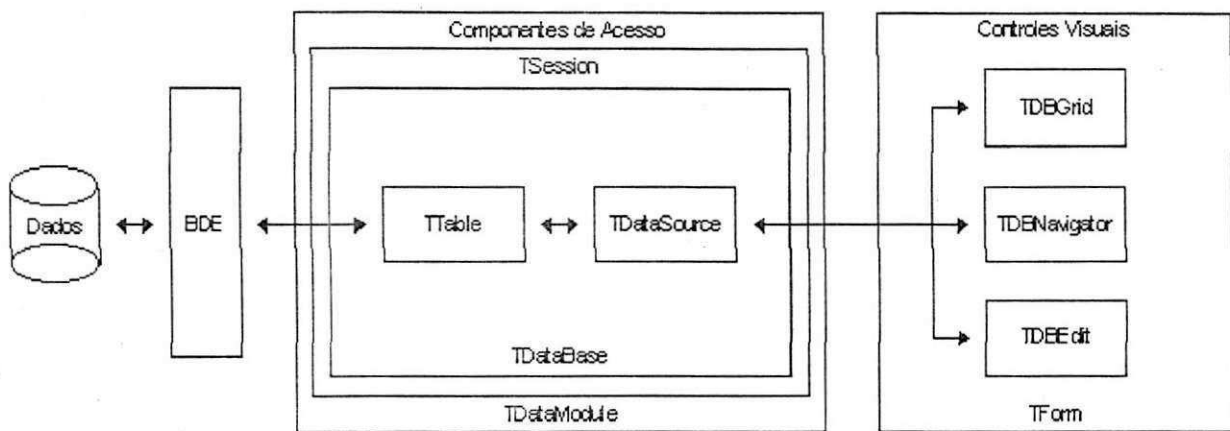 Componentes de Acesso
TSession
Dados
BDE
TTable
TDataSource
TDataBase
TDataModule
Controles Visuais
TDBGrid
TDBNavigator
TDBEdit
TForm